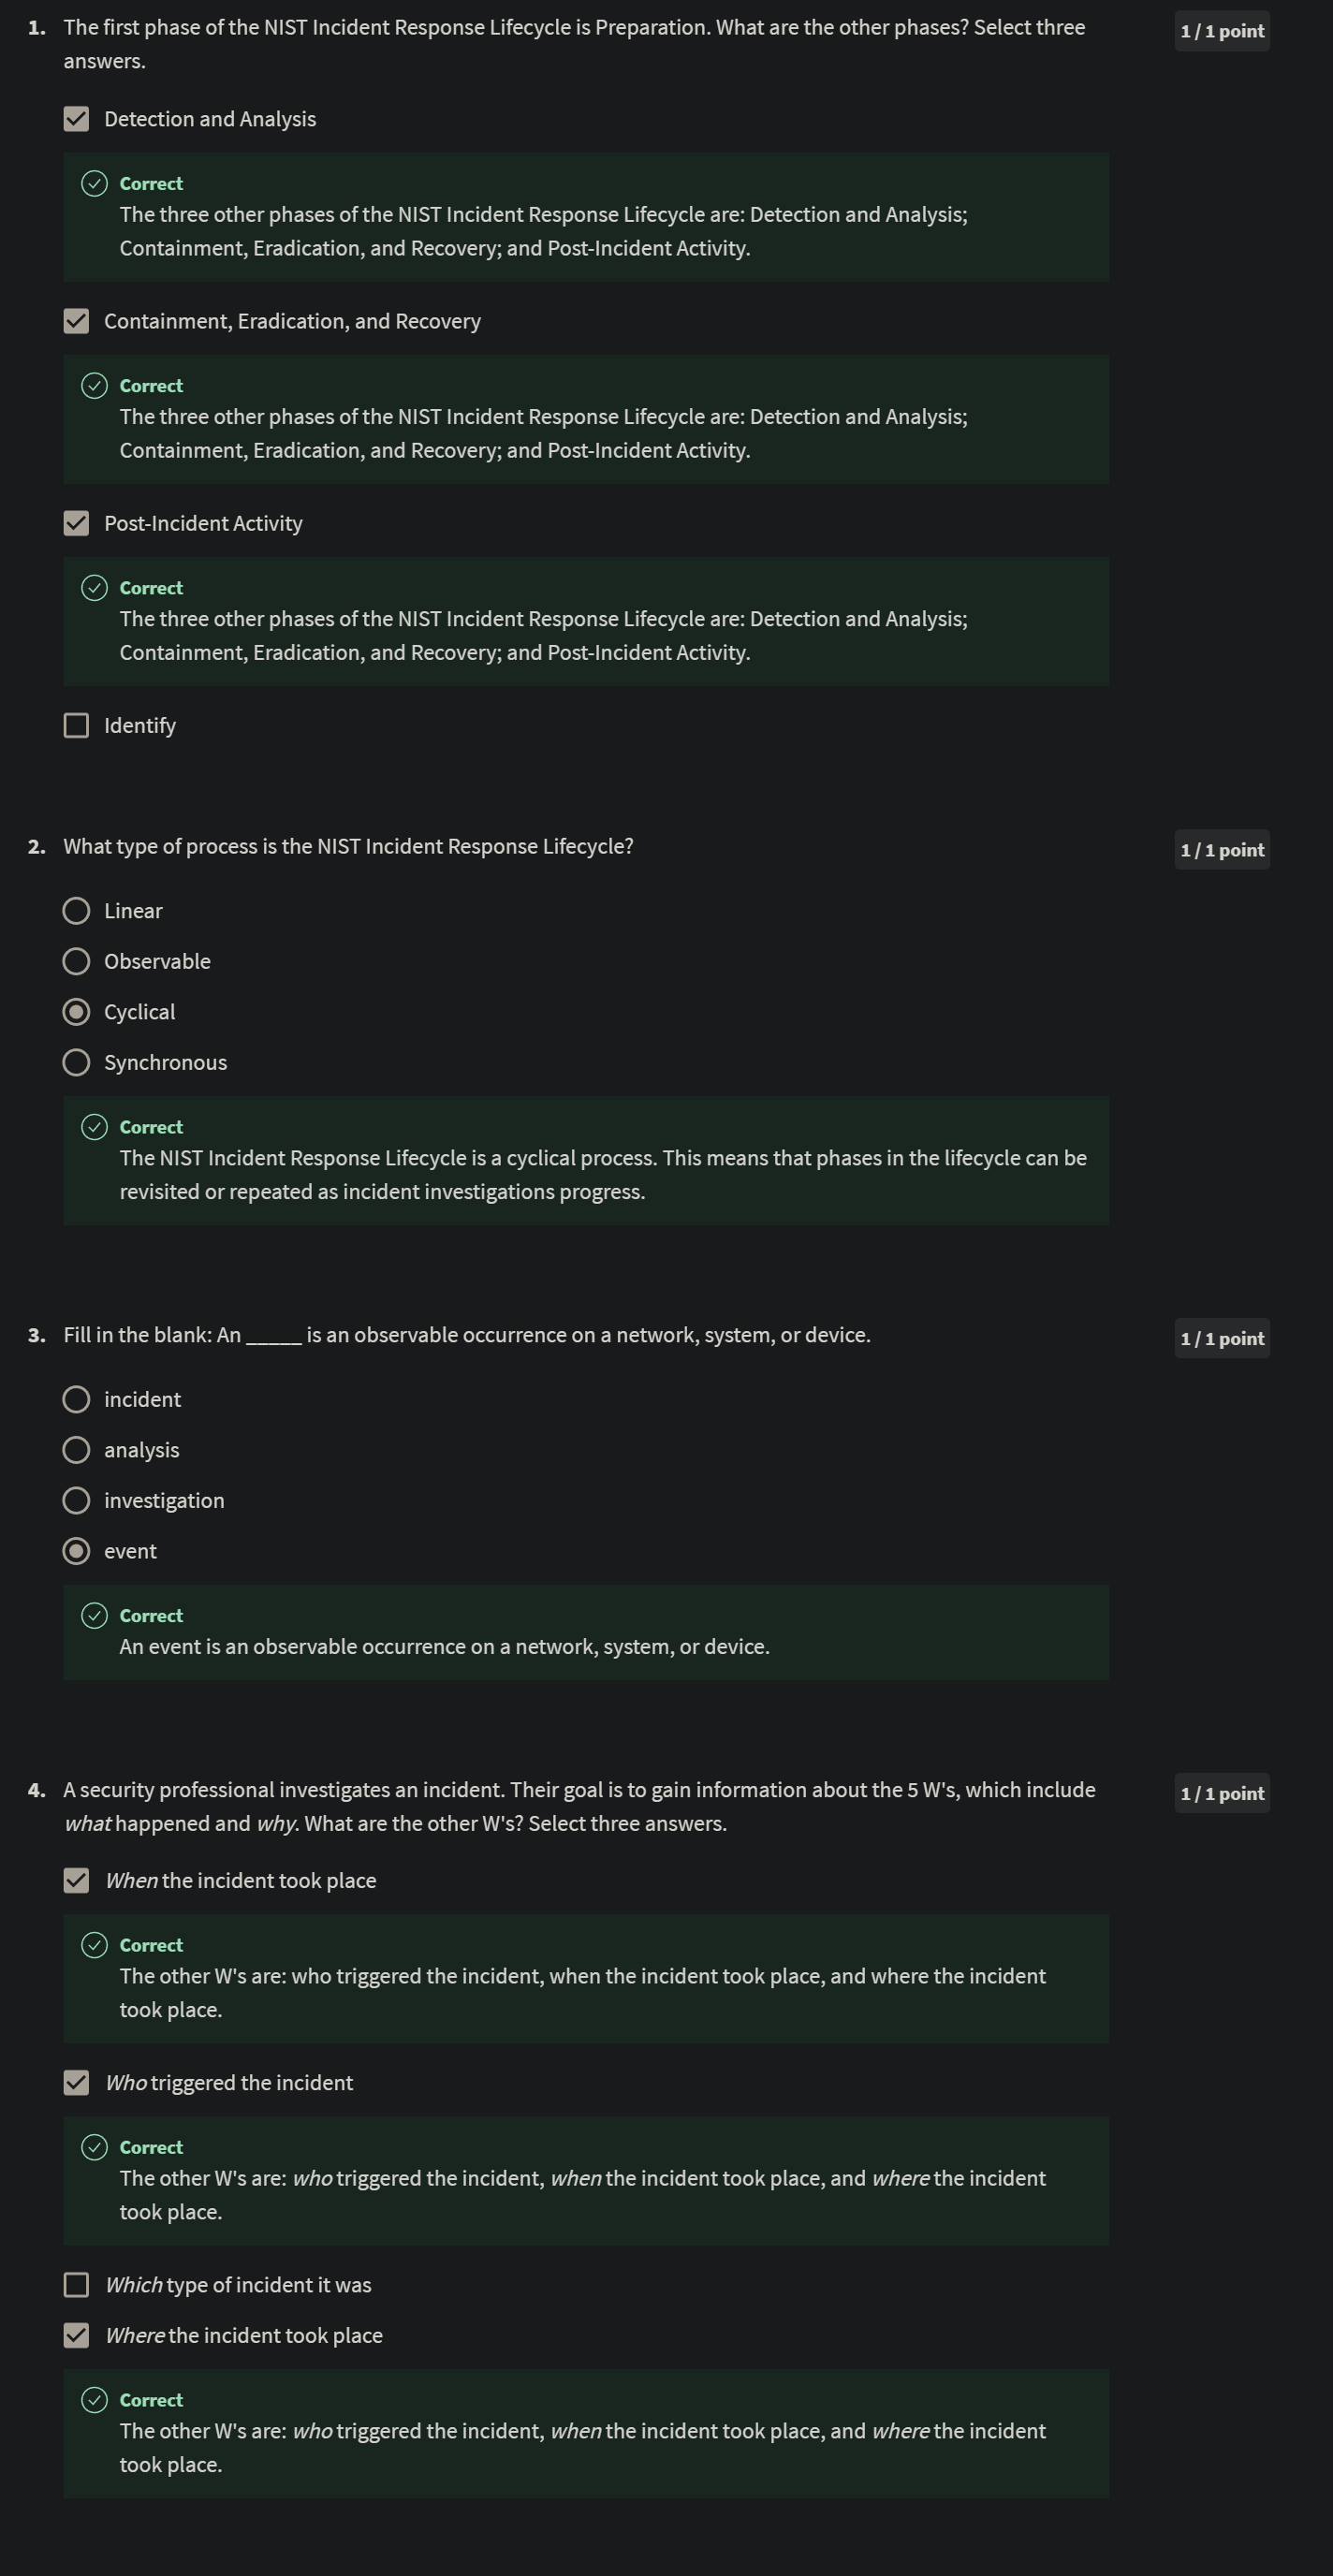 1. The first phase of the NIST Incident Response Lifecycle is Preparation. What are the other phases? Select three
answers.
1 / 1 point
Detection and Analysis
Correct
The three other phases of the NIST Incident Response Lifecycle are: Detection and Analysis;
Containment, Eradication, and Recovery; and Post-Incident Activity.
Containment, Eradication, and Recovery
Correct
The three other phases of the NIST Incident Response Lifecycle are: Detection and Analysis;
Containment, Eradication, and Recovery; and Post-Incident Activity.
Post-Incident Activity
Correct
The three other phases of the NIST Incident Response Lifecycle are: Detection and Analysis;
Containment, Eradication, and Recovery; and Post-Incident Activity.
Identify
2. What type of process is the NIST Incident Response Lifecycle?
1 / 1 point
Linear
Observable
Cyclical
Synchronous
Correct
The NIST Incident Response Lifecycle is a cyclical process. This means that phases in the lifecycle can be
revisited or repeated as incident investigations progress.
3. Fill in the blank: An _____ is an observable occurrence on a network, system, or device.
1 / 1 point
incident
analysis
investigation
event
Correct
An event is an observable occurrence on a network, system, or device.
4. A security professional investigates an incident. Their goal is to gain information about the 5 W's, which include
what happened and why. What are the other W's? Select three answers.
1 / 1 point
When the incident took place
Correct
The other W's are: who triggered the incident, when the incident took place, and where the incident
took place.
Who triggered the incident
Correct
The other W's are: who triggered the incident, when the incident took place, and where the incident
took place.
Which type of incident it was
Where the incident took place
Correct
The other W's are: who triggered the incident, when the incident took place, and where the incident
took place.